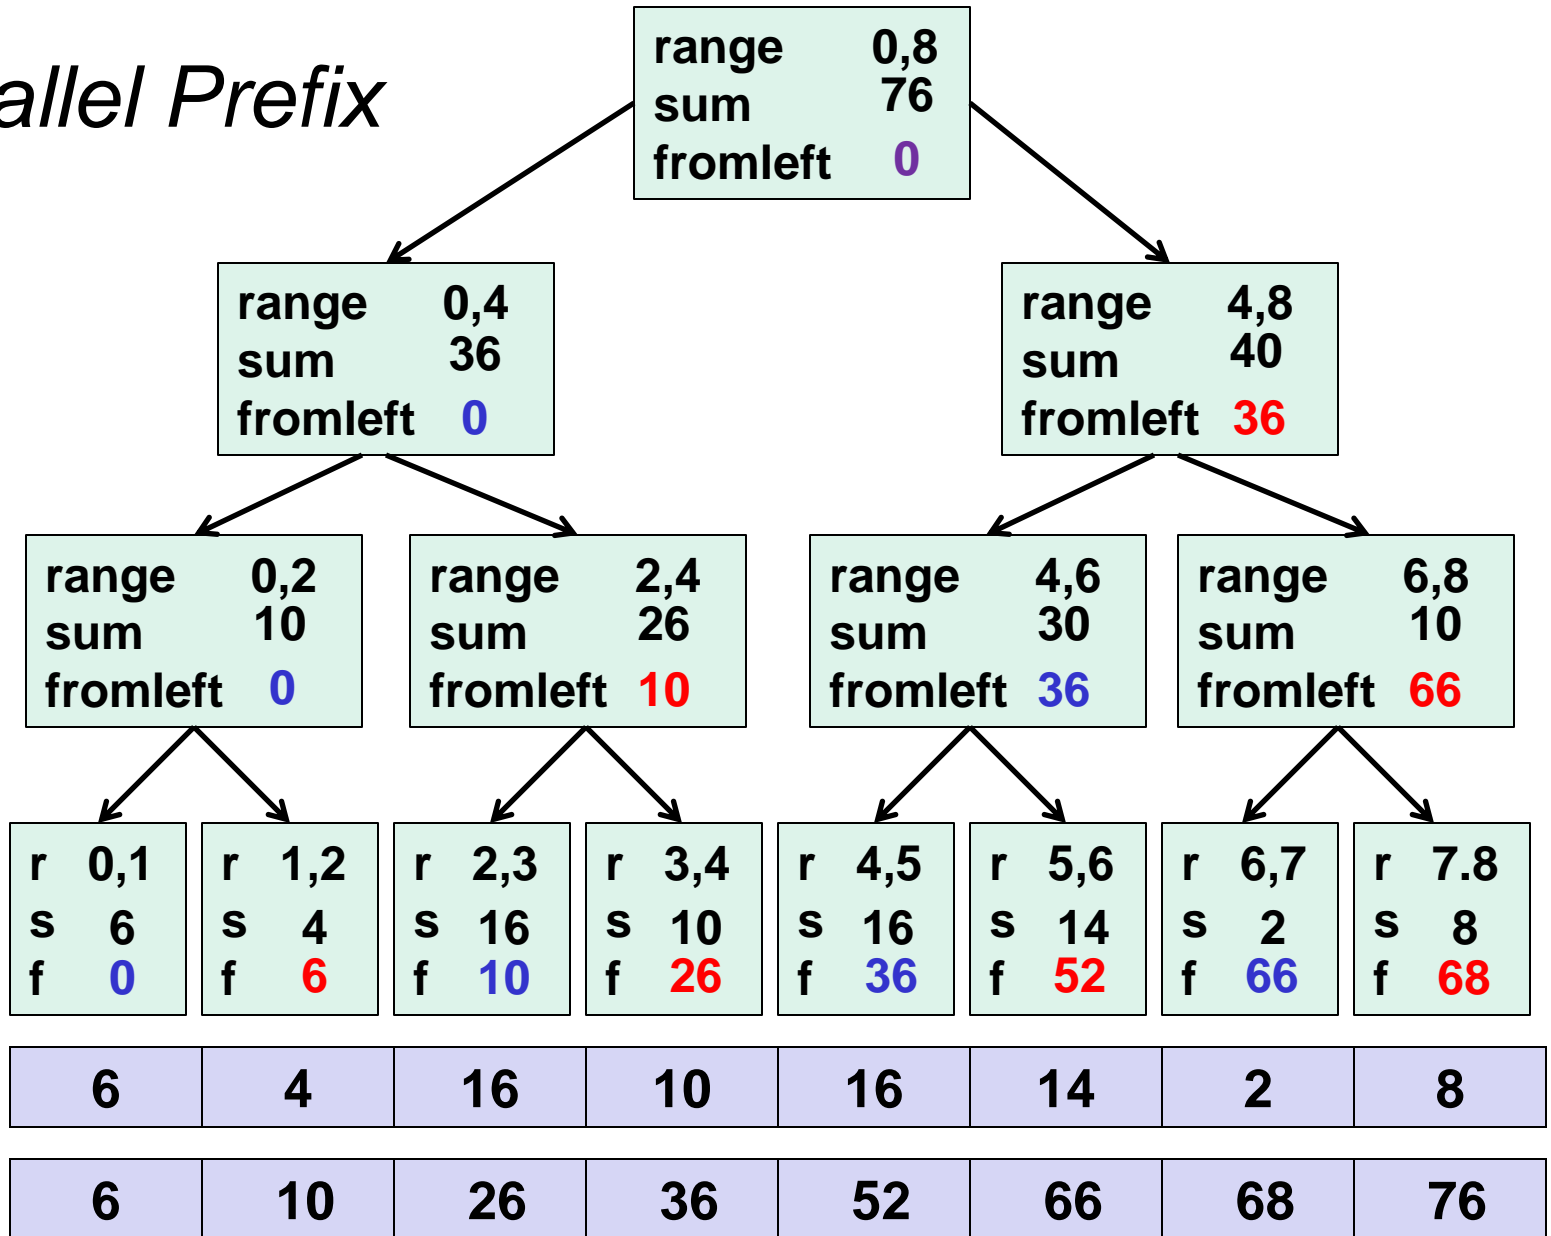 allel Prefix
range 0,8
sum 76
fromleft 0
range 0,4
sum 36
fromleft 0
range 4,8
sum 40
fromleft 36
range 0,2
sum 10
fromleft 0
range 2,4
sum 26
fromleft 10
range 4,6
sum 30
fromleft 36
range 6,8
sum 10
fromleft 66
r 0,1
s 6
f 0
r 1,2
s 4
f 6
r 2,3
s 16
f 10
r 3,4
s 10
f 26
r 4,5
s 16
f 36
r 5,6
s 14
f 52
r 6,7
s 2
f 66
r 7.8
s 8
f 68
6 4 16 10 16 14 2 8
6 10 26 36 52 66 68 76